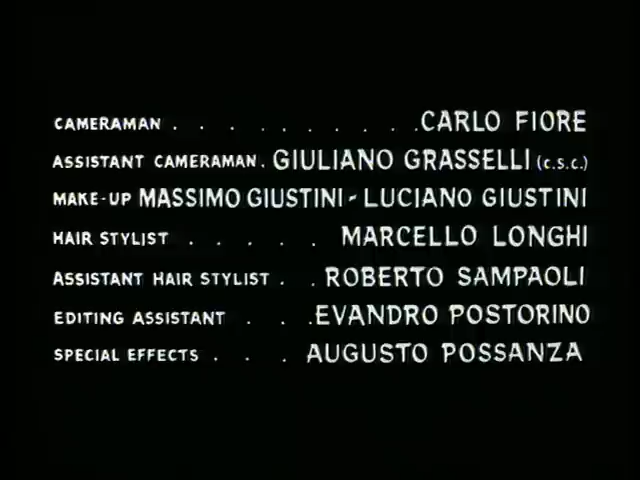 CAMERAMAN . . . . . . . . . . CARLO FIORE
ASSISTANT CAMERAMAN. GIULIANO GRASSELLI (C.S.C.)
MAKE-UP MASSIMO GIUSTINI - LUCIANO GIUSTINI
HAIR STYLIST . . . . . MARCELLO LONGHI
ASSISTANT HAIR STYLIST . . ROBERTO SAMPAOLI
EDITING ASSISTANT . . . EVANDRO POSTORINO
SPECIAL EFFECTS . . . AUGUSTO POSSANZA